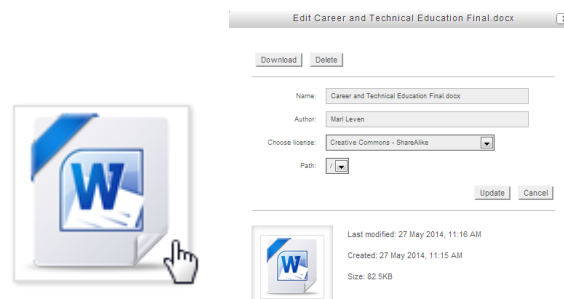 W
Edit Career and Technical Education Final.docx
Download Delete
Name: Career and Technical Education Final.docx
Author: Marl Leven
Choose license: Creative Commons - ShareAlike
Path: /
Update Cancel
Last modified: 27 May 2014, 11:16 AM
Created: 27 May 2014, 11:15 AM
Size: 82.5KB
W